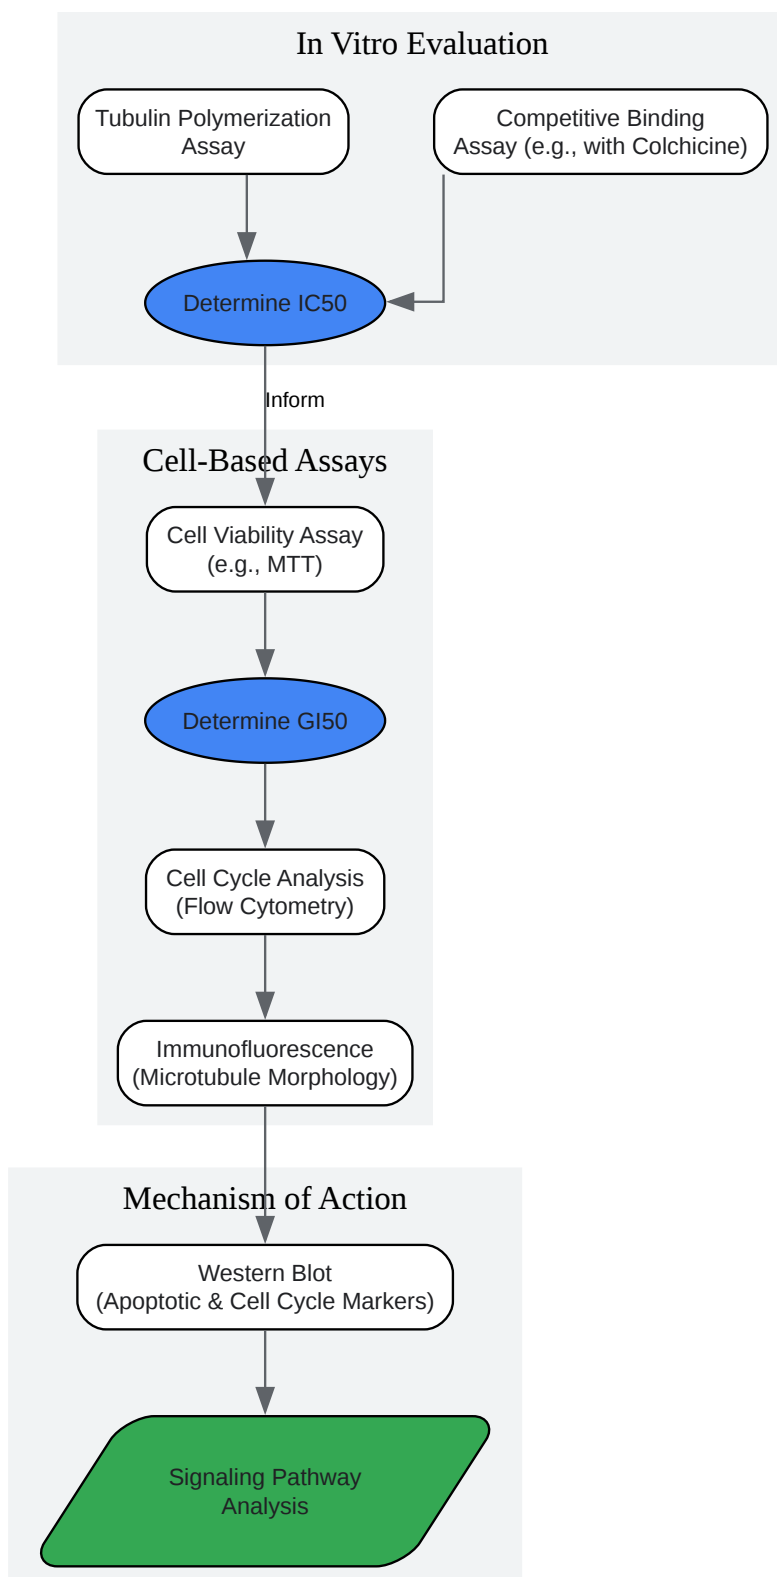 In Vitro Evaluation
Tubulin Polymerization
Assay
Competitive Binding
Assay (e.g., with Colchicine)
Determine IC50
Inform
Cell-Based Assays
Cell Viability Assay
(e.g., MTT)
Determine GI50
Cell Cycle Analysis
(Flow Cytometry)
Immunofluorescence
(Microtubule Morphology)
Mechanism of Action
Western Blot
(Apoptotic & Cell Cycle Markers)
Signaling Pathway
Analysis